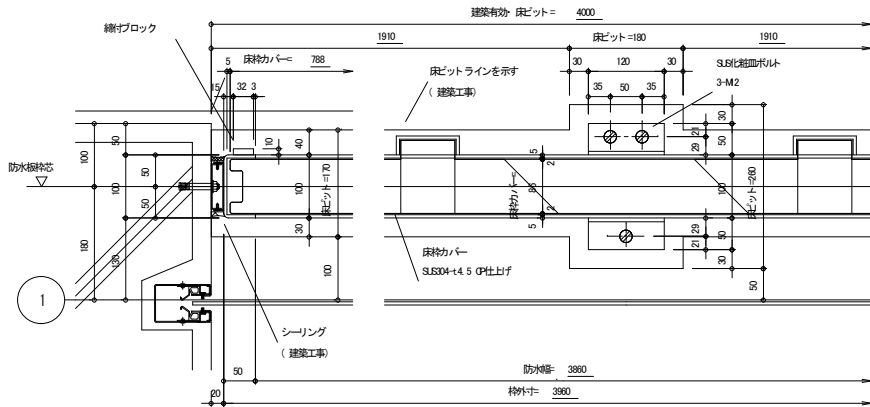 建築有効・床ピット= 4000
1910 床ピット=180 1910
締付ブロック
床枠カバー= 788
5
15 32 3
10
40
床ピットラインを示す
( 建築工事)
30 120 30
35 50 35
SUS化粧皿ボルト
3-M12
30
21
50
29
防水板枠芯
100
50
50
100
50
180
130
床ピット=170
100
30
100
5
2
床枠カバー=
86
2
5
100
床ピット=260
29
50
21
30
50
床枠カバー
SUS304-t4.5 OP仕上げ
1
シーリング
( 建築工事)
50
防水幅= 3860
20
枠外寸= 3960